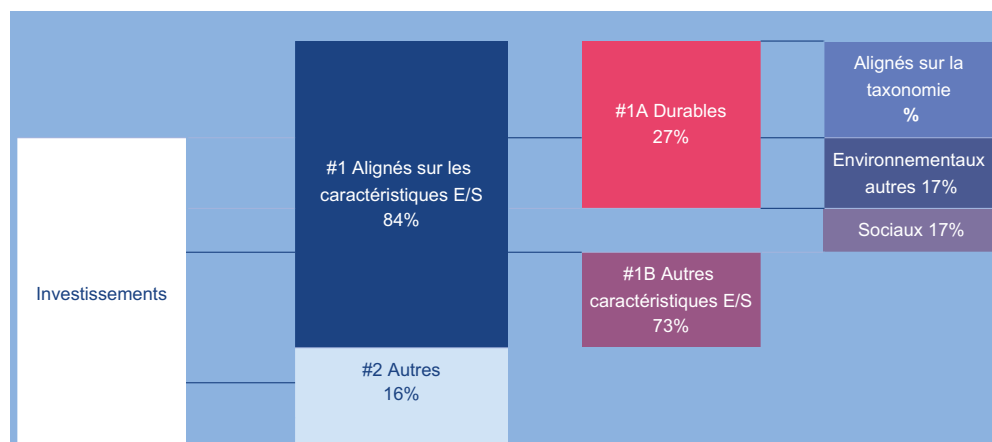 Investissements
#1 Alignés sur les
caractéristiques E/S
84%
#2 Autres
16%
#1A Durables
27%
#1B Autres
caractéristiques E/S
73%
Alignés sur la
taxonomie
%
Environnementaux
autres 17%
Sociaux 17%